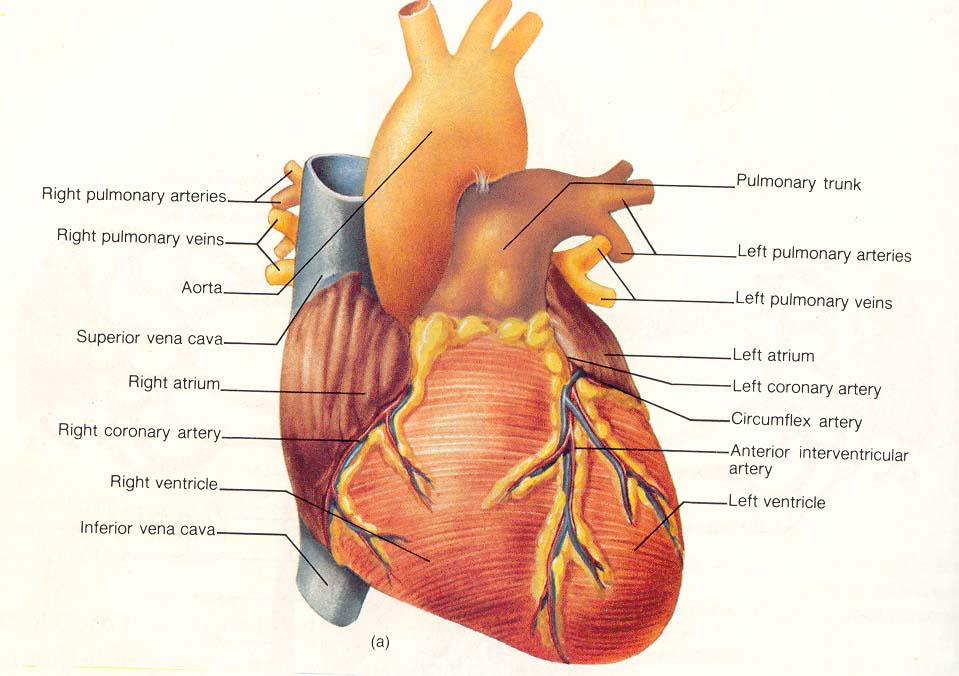 Right pulmonary arteries
Right pulmonary veins
Aorta
Superior vena cava
Right atrium
Right coronary artery
Right ventricle
Inferior vena cava
Pulmonary trunk
Left pulmonary arteries
Left pulmonary veins
Left atrium
Left coronary artery
Circumflex artery
Anterior interventricular
artery
Left ventricle
(a)